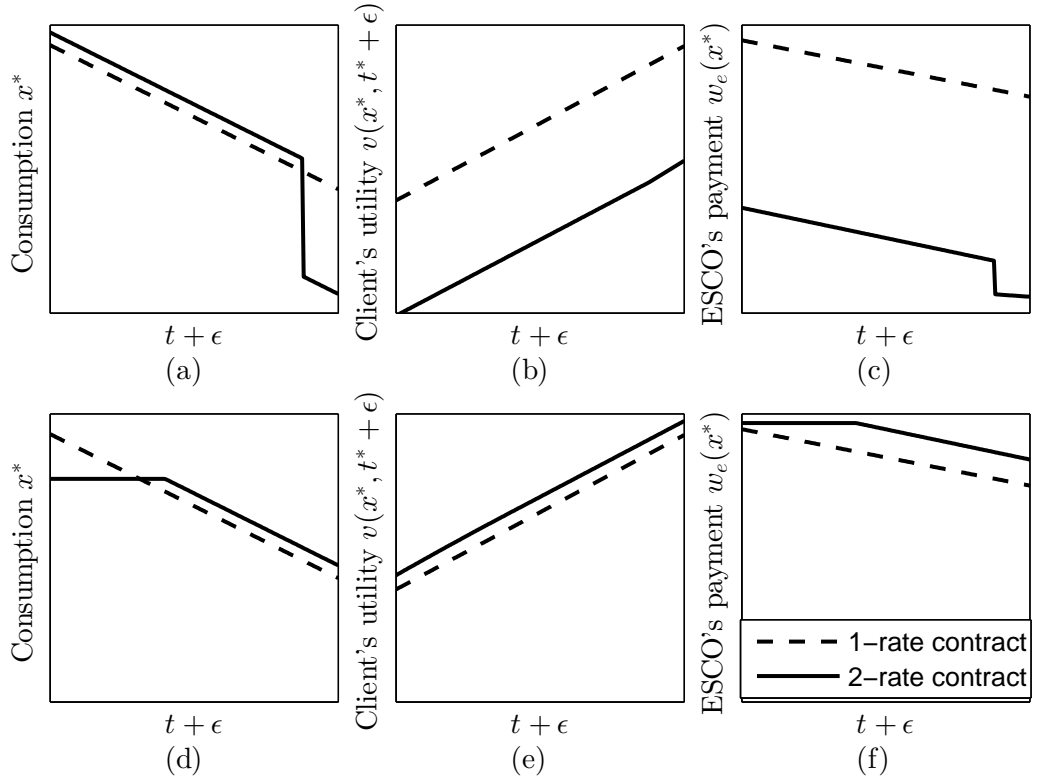 Consumption x*
t + ϵ
(a)
Client's utility v(x*, t* + ϵ)
t + ϵ
(b)
ESCO's payment w_e(x*)
t + ϵ
(c)
Consumption x*
t + ϵ
(d)
Client's utility v(x*, t* + ϵ)
t + ϵ
(e)
ESCO's payment w_e(x*)
1−rate contract
2−rate contract
t + ϵ
(f)